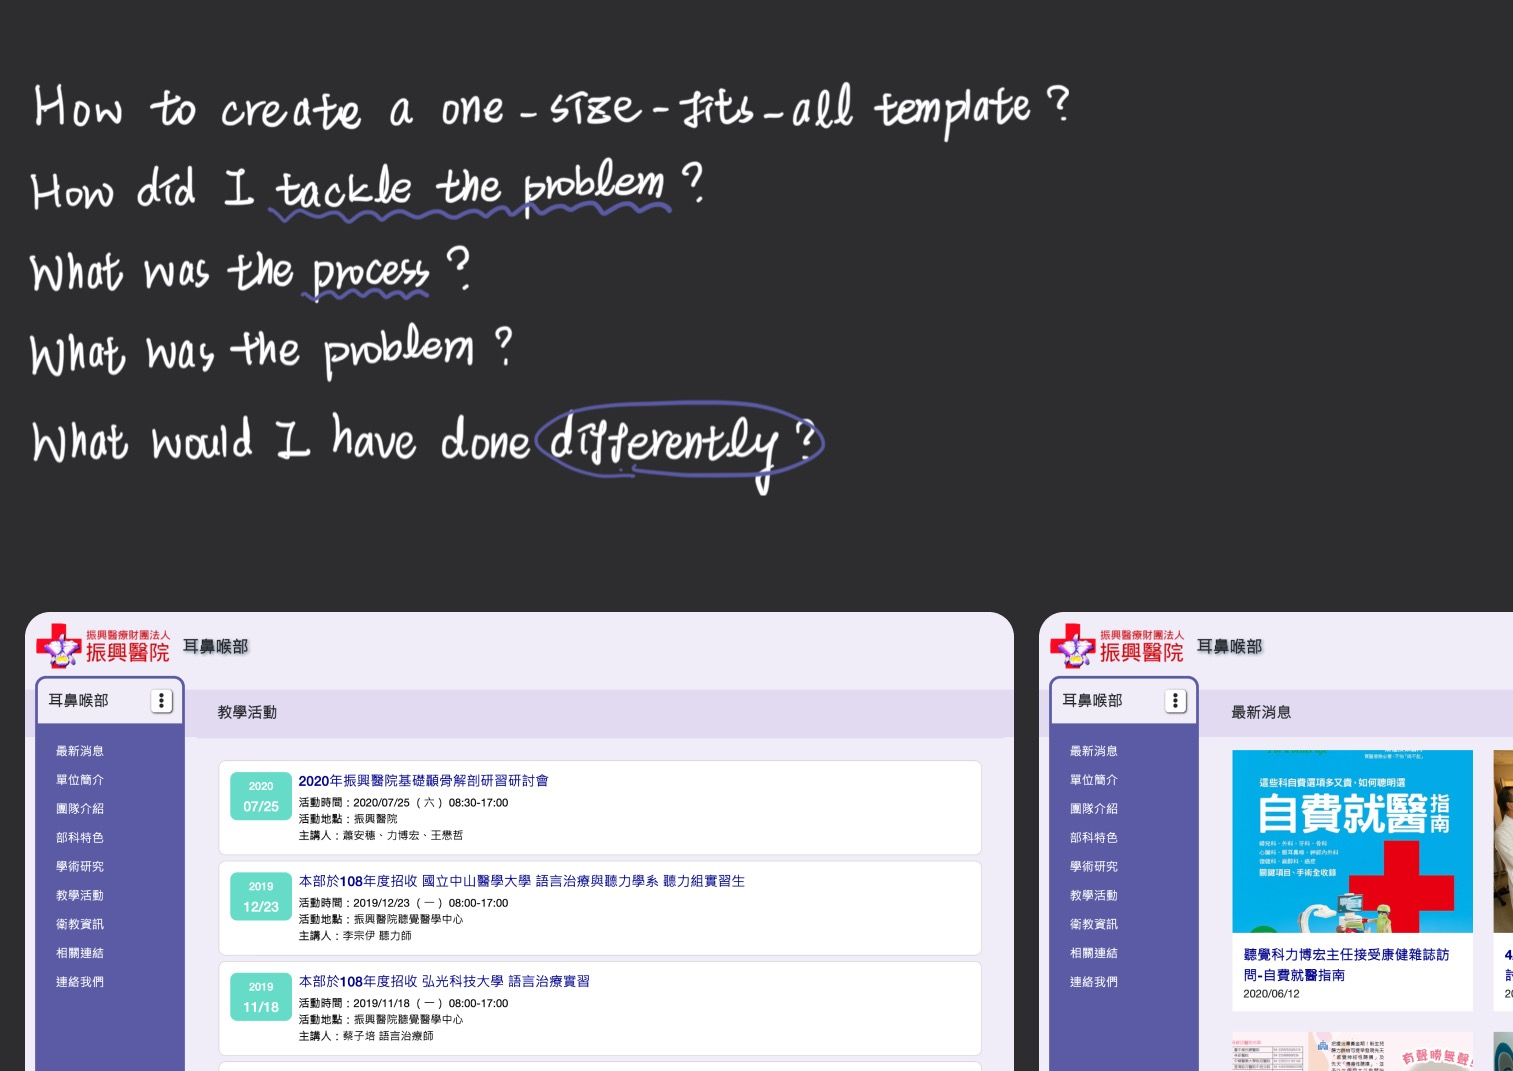 How to create a one-size-fits-all template?
How did I tackle the problem?
What was the process?
What was the problem?
What would I have done differently?
振興醫療財團法人
振興醫院
耳鼻喉部
耳鼻喉部
最新消息
單位簡介
團隊介紹
部科特色
學術研究
教學活動
衛教資訊
相關連結
連絡我們
教學活動
2020
07/25
2020年振興醫院基礎顳骨解剖研習研討會
活動時間：2020/07/25（六）08:30-17:00
活動地點：振興醫院
主講人：蕭安穗、力博宏、王懋哲
2019
12/23
本部於108年度招收 國立中山醫學大學 語言治療與聽力學系 聽力組實習生
活動時間：2019/12/23（一）08:00-17:00
活動地點：振興醫院聽覺醫學中心
主講人：李宗伊 聽力師
2019
11/18
本部於108年度招收 弘光科技大學 語言治療實習
活動時間：2019/11/18（一）08:00-17:00
活動地點：振興醫院聽覺醫學中心
主講人：蔡子培 語言治療師
振興醫療財團法人
振興醫院
耳鼻喉部
耳鼻喉部
最新消息
單位簡介
團隊介紹
部科特色
學術研究
教學活動
衛教資訊
相關連結
連絡我們
最新消息
這些科自費選項多又貴，如何聰明選
自費就醫指南
關鍵項目、手術全收錄
聽覺科力博宏主任接受康健雜誌訪
問-自費就醫指南
2020/06/12
有聲勝無聲